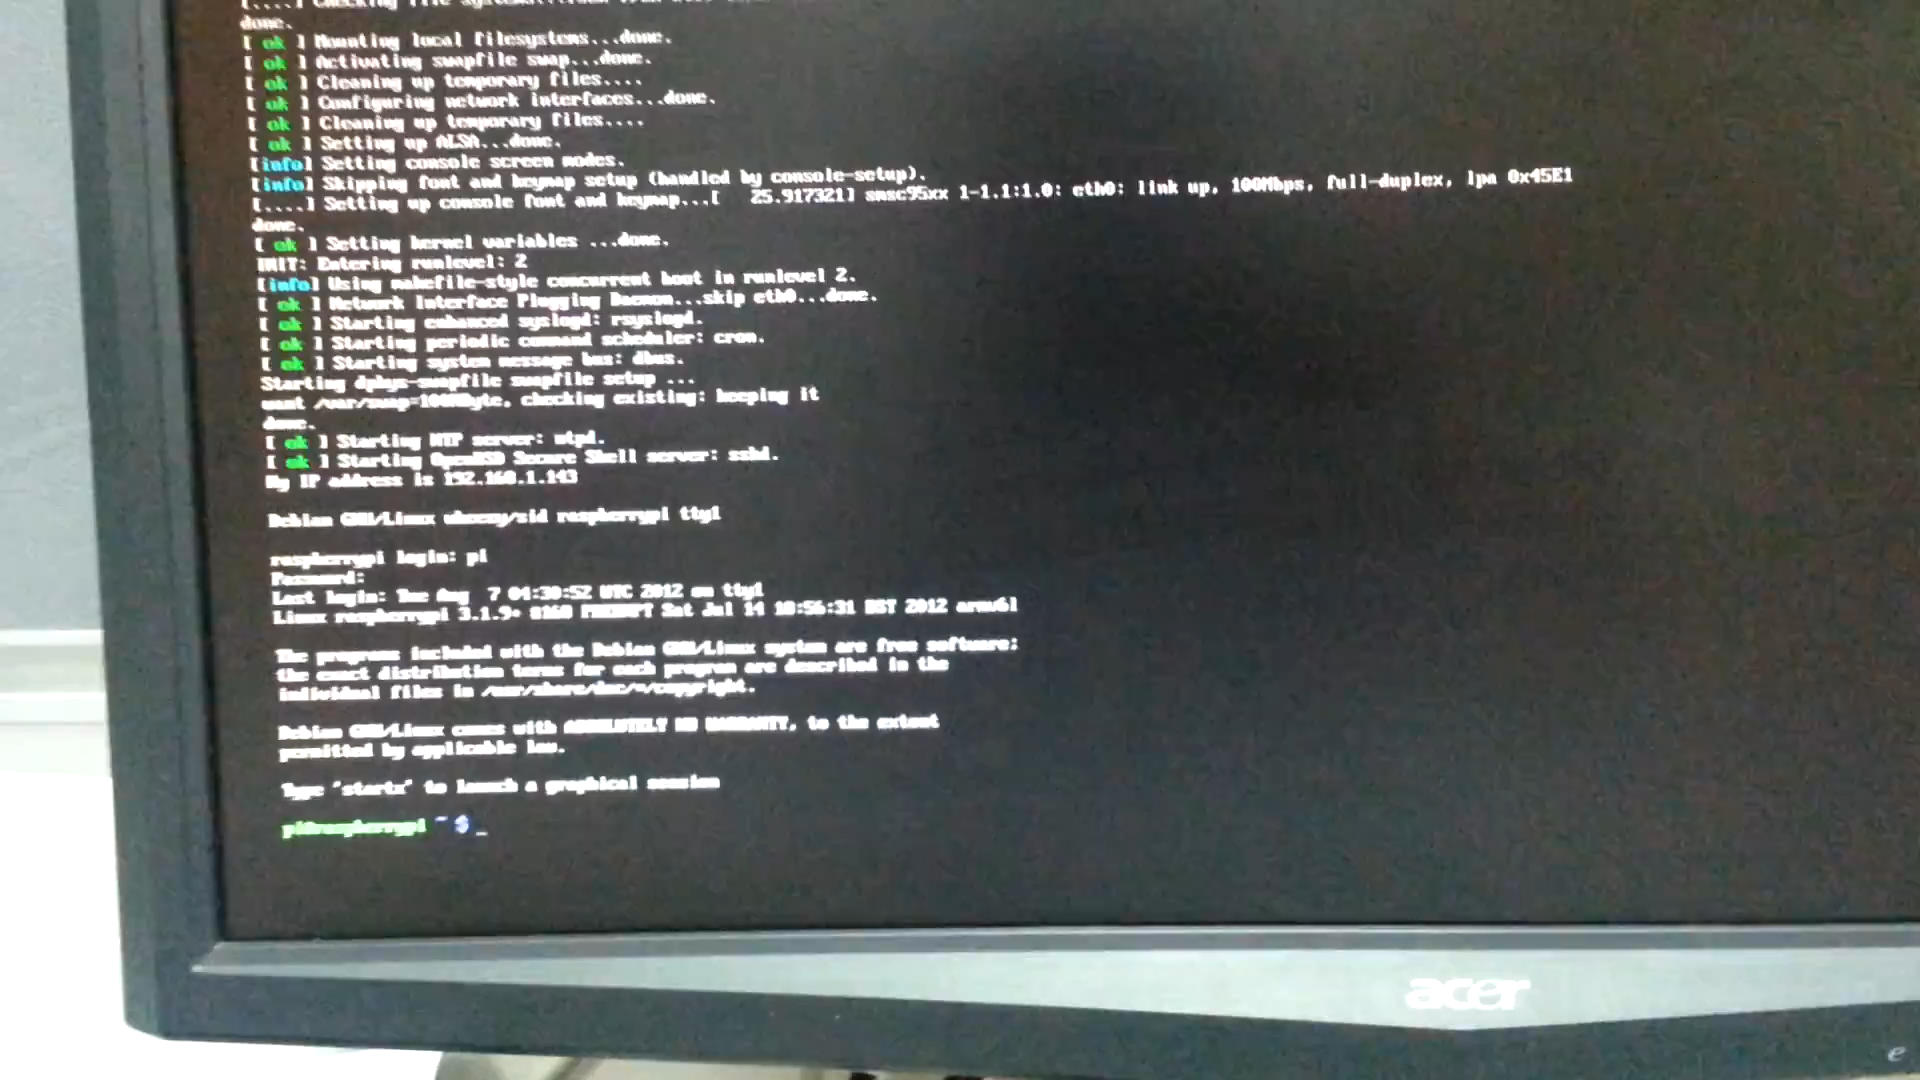 [....] Checking file systems...
done.
[ ok ] Mounting local filesystems...done.
[ ok ] Activating swapfile swap...done.
[ ok ] Cleaning up temporary files....
[ ok ] Configuring network interfaces...done.
[ ok ] Cleaning up temporary files....
[ ok ] Setting up ALSA...done.
[info] Setting console screen modes.
[info] Skipping font and keymap setup (handled by console-setup).
[....] Setting up console font and keymap...[   25.917321] smsc95xx 1-1.1:1.0: eth0: link up, 100Mbps, full-duplex, lpa 0x45E1
done.
[ ok ] Setting kernel variables ...done.
INIT: Entering runlevel: 2
[info] Using makefile-style concurrent boot in runlevel 2.
[ ok ] Network Interface Plugging Daemon...skip eth0...done.
[ ok ] Starting enhanced syslogd: rsyslogd.
[ ok ] Starting periodic command scheduler: cron.
[ ok ] Starting system message bus: dbus.
Starting dphys-swapfile swapfile setup ...
want /var/swap=100MByte, checking existing: keeping it
done.
[ ok ] Starting NTP server: ntpd.
[ ok ] Starting OpenBSD Secure Shell server: sshd.
My IP address is 192.168.1.143
Debian GNU/Linux wheezy/sid raspberrypi tty1
raspberrypi login: pi
Password:
Last login: Tue Aug  7 04:30:52 UTC 2012 on tty1
Linux raspberrypi 3.1.9+ #168 PREEMPT Sat Jul 14 18:56:31 BST 2012 armv6l
The programs included with the Debian GNU/Linux system are free software;
the exact distribution terms for each program are described in the
individual files in /usr/share/doc/*/copyright.
Debian GNU/Linux comes with ABSOLUTELY NO WARRANTY, to the extent
permitted by applicable law.
Type 'startx' to launch a graphical session
pi@raspberrypi ~ $ _
acer
e